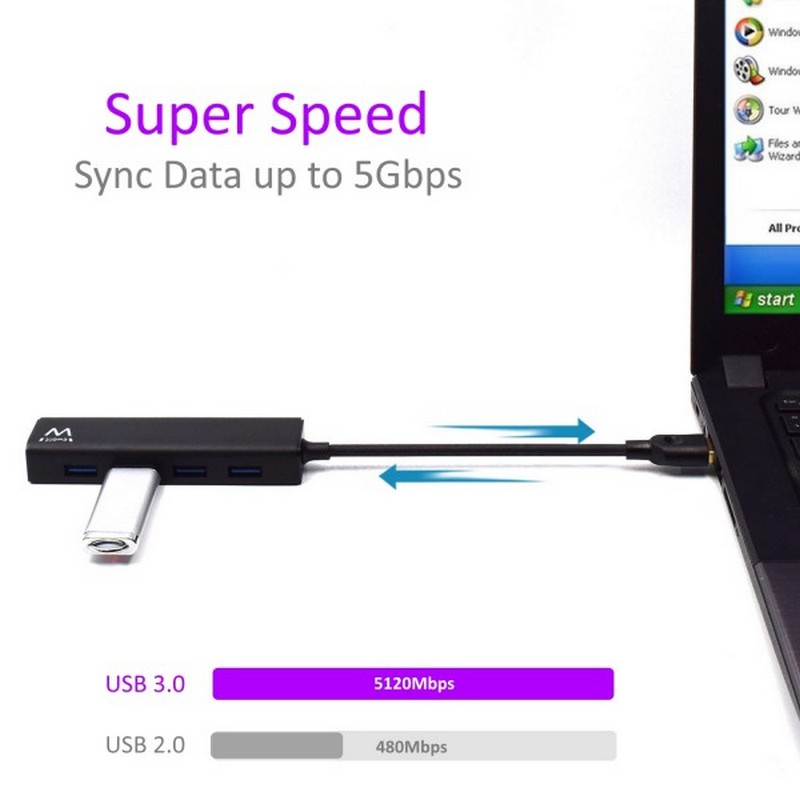 Super Speed
Sync Data up to 5Gbps
Windo
Windo
Tour W
Files a
Wizard
All Pro
start
USB 3.0
5120Mbps
USB 2.0
480Mbps